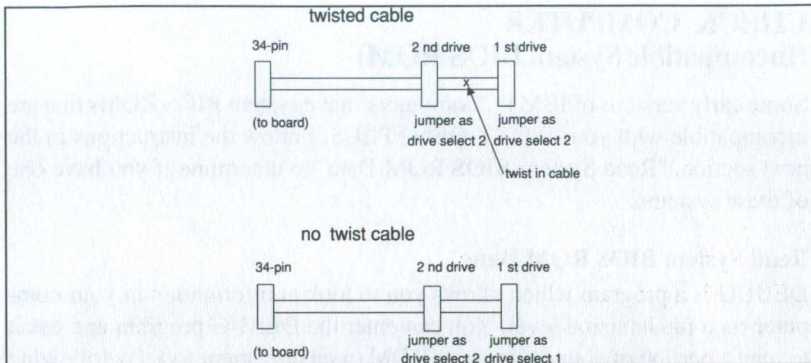 twisted cable
34-pin 2 nd drive 1 st drive
x
(to board) jumper as jumper as
drive select 2 drive select 2
twist in cable
no twist cable
34-pin 2 nd drive 1 st drive
(to board) jumper as jumper as
drive select 2 drive select 1